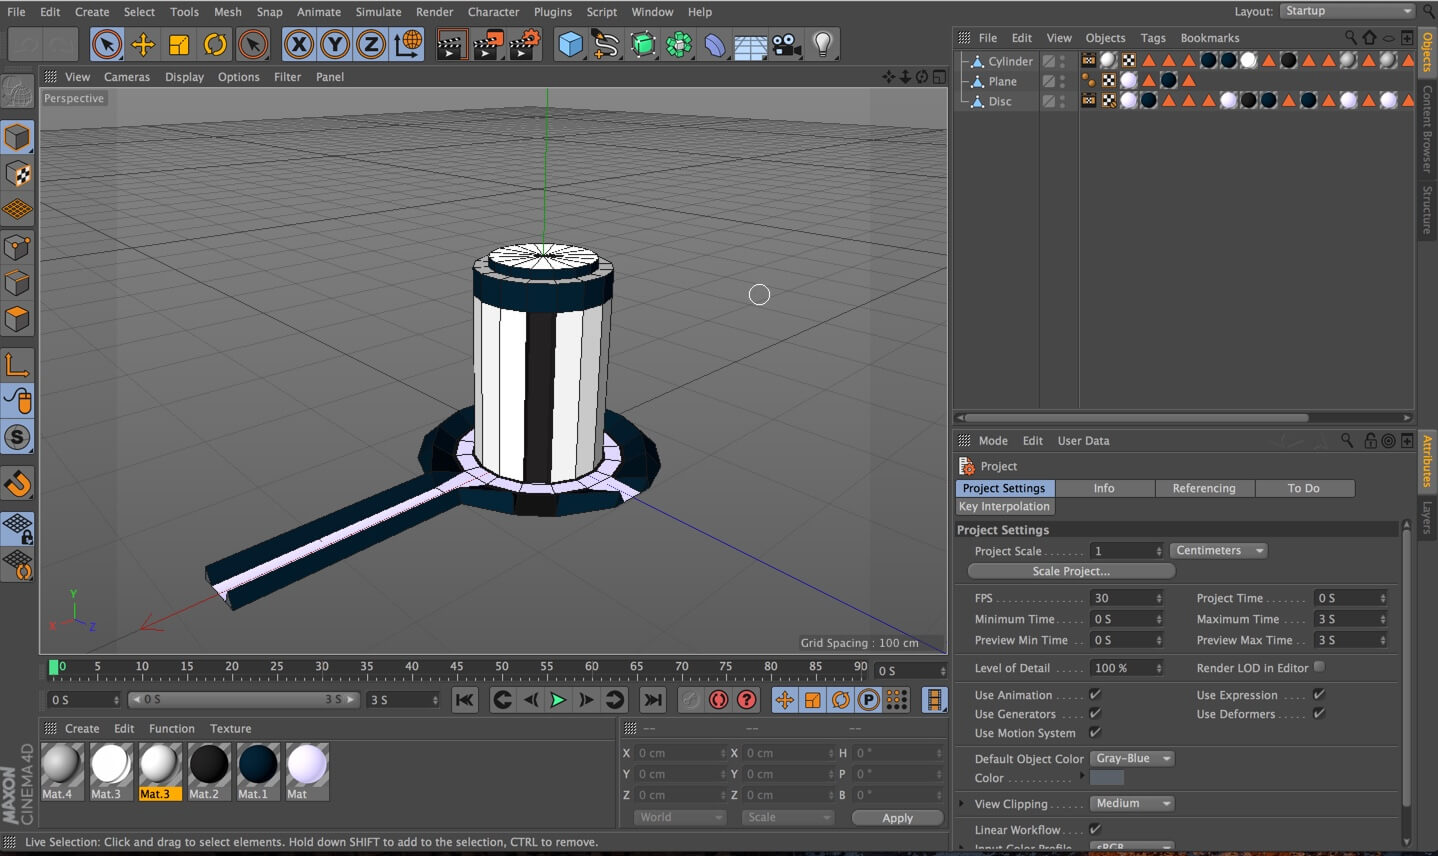 File Edit Create Select Tools Mesh Snap Animate Simulate Render Character Plugins Script Window Help Layout: Startup
View Cameras Display Options Filter Panel
Perspective
Grid Spacing : 100 cm
Y
X
Z
File Edit View Objects Tags Bookmarks
Cylinder
Plane
Disc
Objects
Content Browser
Structure
Mode Edit User Data
Project
Project Settings Info Referencing To Do
Key Interpolation
Project Settings
Project Scale . . . . . . . 1 Centimeters
Scale Project...
FPS . . . . . . . . . . . . . . 30 Project Time . . . . . . . 0 S
Minimum Time . . . . . 0 S Maximum Time . . . . 3 S
Preview Min Time . . 0 S Preview Max Time . . 3 S
Level of Detail . . . . . 100 % Render LOD in Editor
Use Animation . . . . . Use Expression . . . .
Use Generators . . . . Use Deformers . . . .
Use Motion System
Default Object Color Gray-Blue
Color . . . . . . . . . . .
View Clipping . . . . . . Medium
Linear Workflow . . . .
Input Color Profile sRGB
Attributes
Layers
0 5 10 15 20 25 30 35 40 45 50 55 60 65 70 75 80 85 90 0 S
0 S 0 S 3 S 3 S
P
Create Edit Function Texture
Mat.4 Mat.3 Mat.3 Mat.2 Mat.1 Mat
-- -- --
X 0 cm X 0 cm H 0 °
Y 0 cm Y 0 cm P 0 °
Z 0 cm Z 0 cm B 0 °
World Scale Apply
MAXON
CINEMA 4D
Live Selection: Click and drag to select elements. Hold down SHIFT to add to the selection, CTRL to remove.